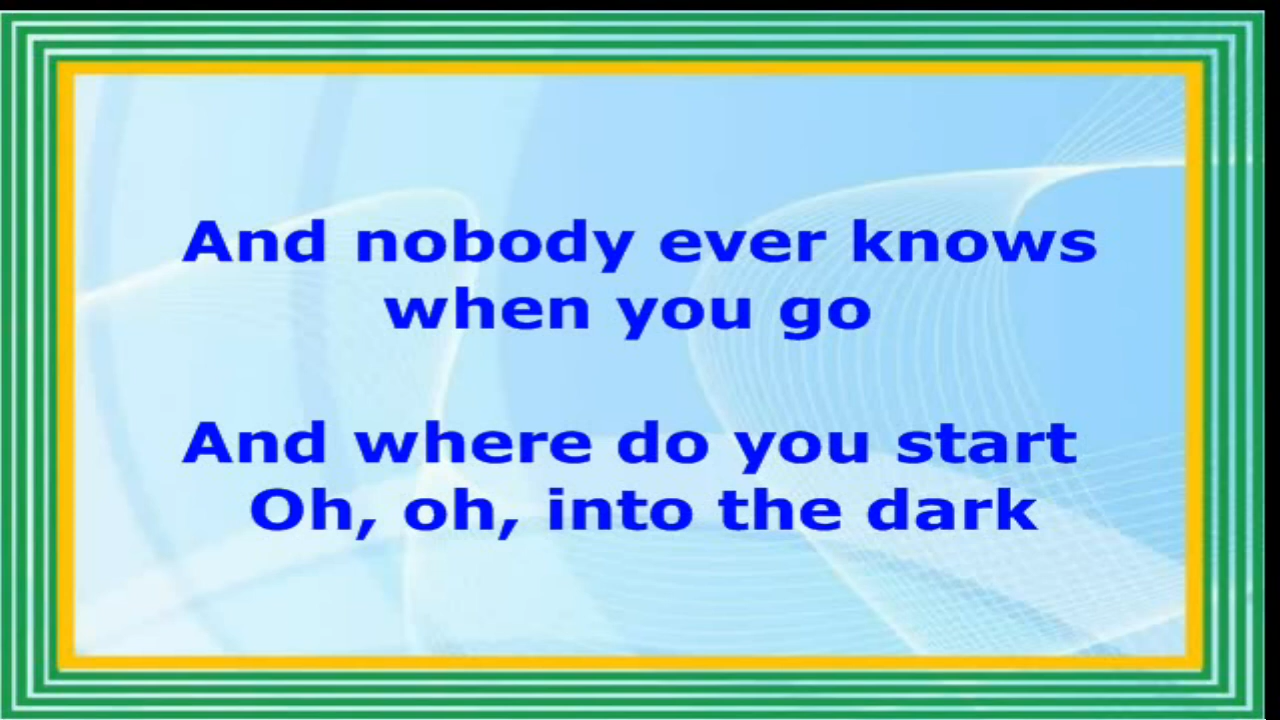 And nobody ever knows
when you go
And where do you start
Oh, oh, into the dark